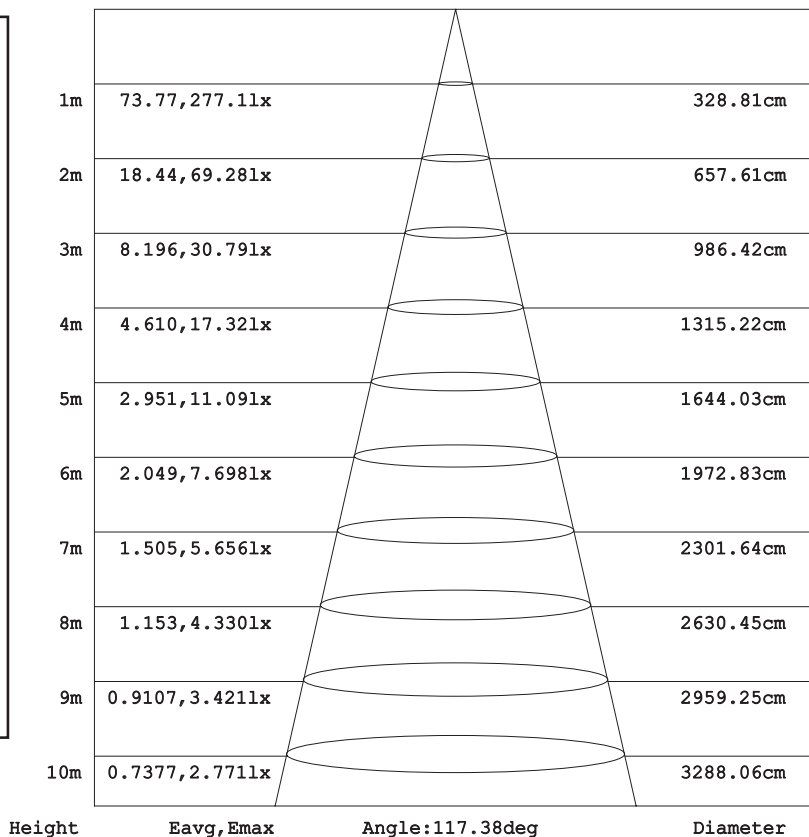 1m 73.77,277.1lx 328.81cm
2m 18.44,69.28lx 657.61cm
3m 8.196,30.79lx 986.42cm
4m 4.610,17.32lx 1315.22cm
5m 2.951,11.09lx 1644.03cm
6m 2.049,7.698lx 1972.83cm
7m 1.505,5.656lx 2301.64cm
8m 1.153,4.330lx 2630.45cm
9m 0.9107,3.421lx 2959.25cm
10m 0.7377,2.771lx 3288.06cm
Height Eavg,Emax Angle:117.38deg Diameter